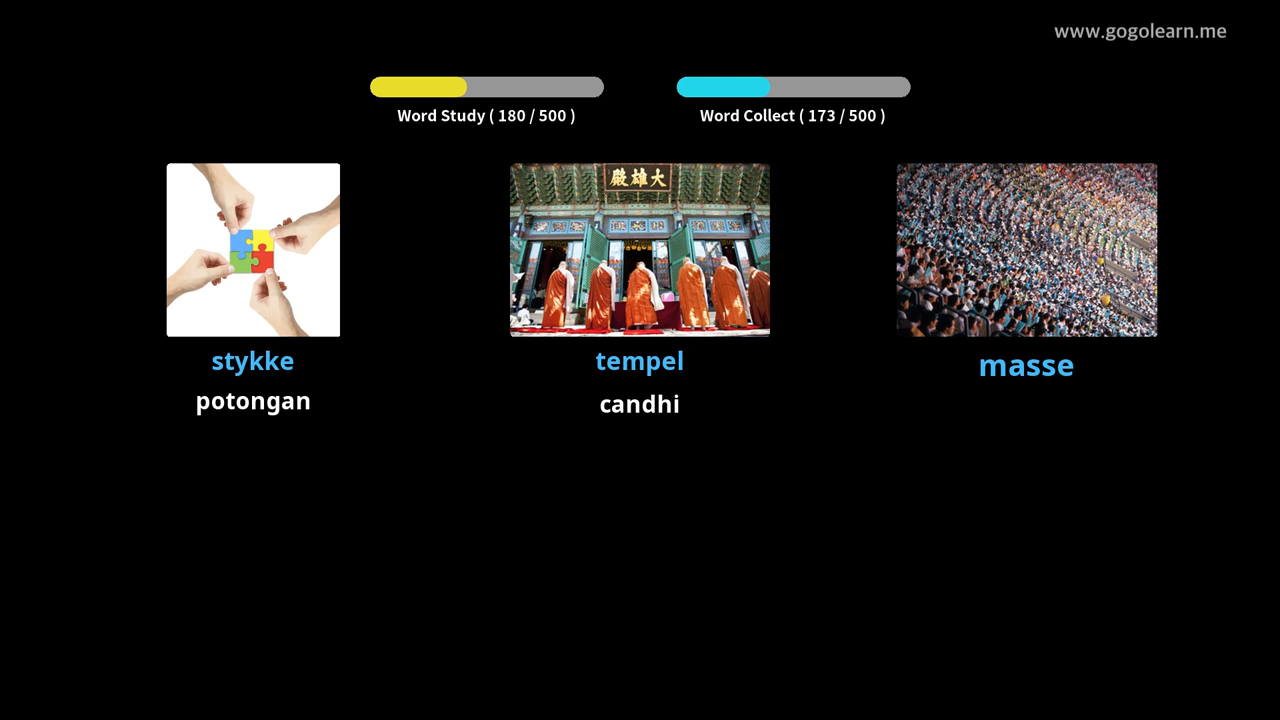 www.gogolearn.me
Word Study ( 180 / 500 )
Word Collect ( 173 / 500 )
大雄殿
stykke
tempel
masse
potongan
candhi